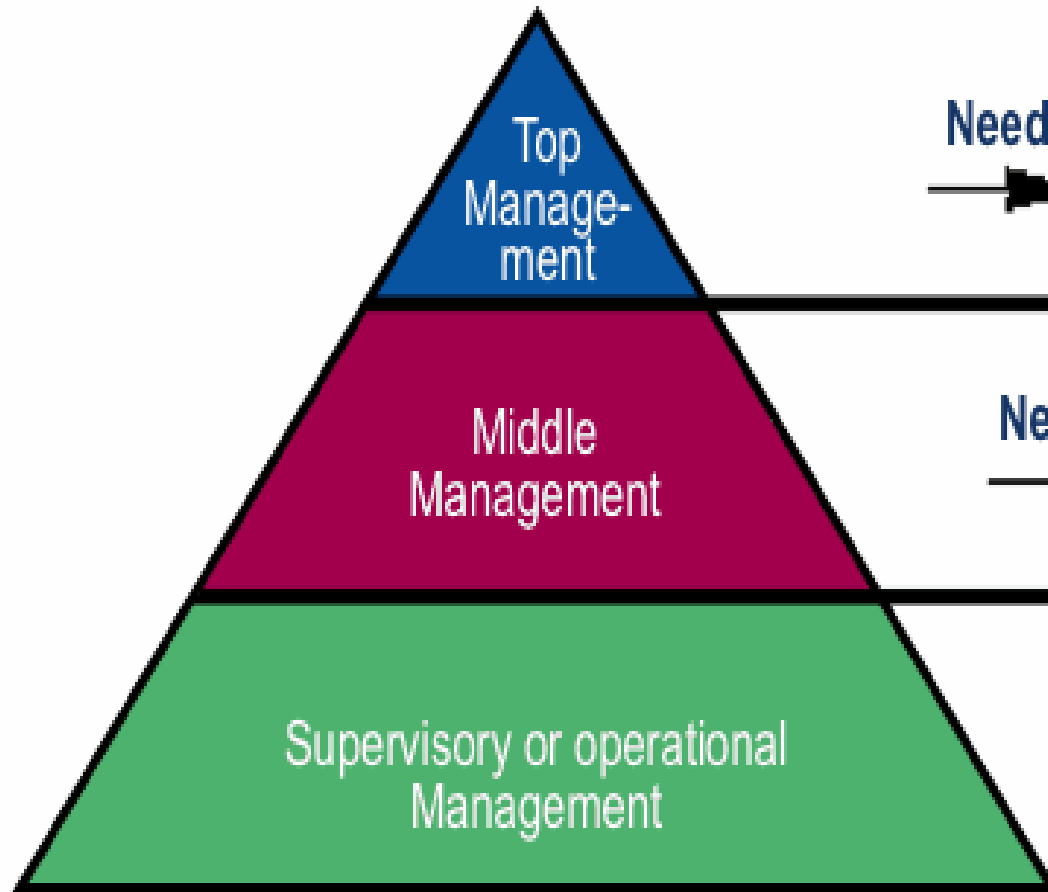 Top
Manage-
ment
Need
Middle
Management
Ne
Supervisory or operational
Management